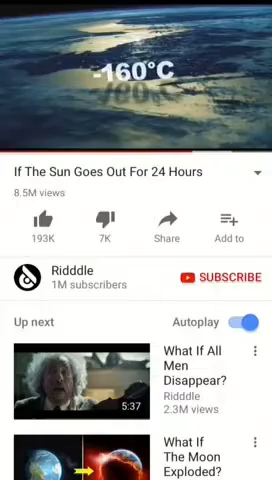 -160°C
If The Sun Goes Out For 24 Hours
8.5M views
193K
7K
Share
Add to
Ridddle
1M subscribers
SUBSCRIBE
Up next
Autoplay
5:37
What If All
Men
Disappear?
Ridddle
2.3M views
What If
The Moon
Exploded?